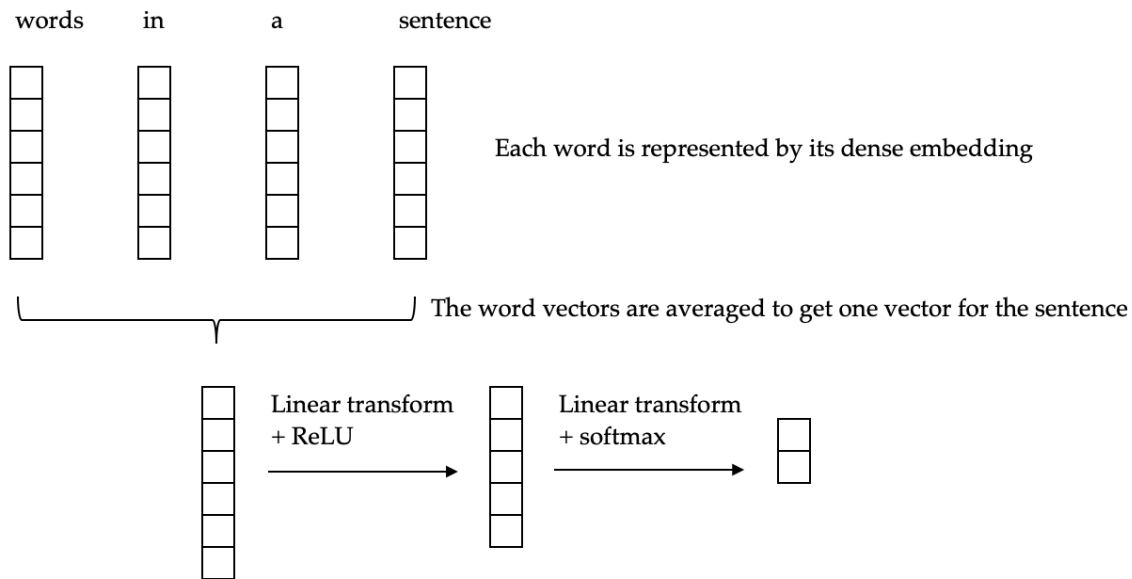 words in a sentence
Each word is represented by its dense embedding
The word vectors are averaged to get one vector for the sentence
Linear transform
+ ReLU
Linear transform
+ softmax